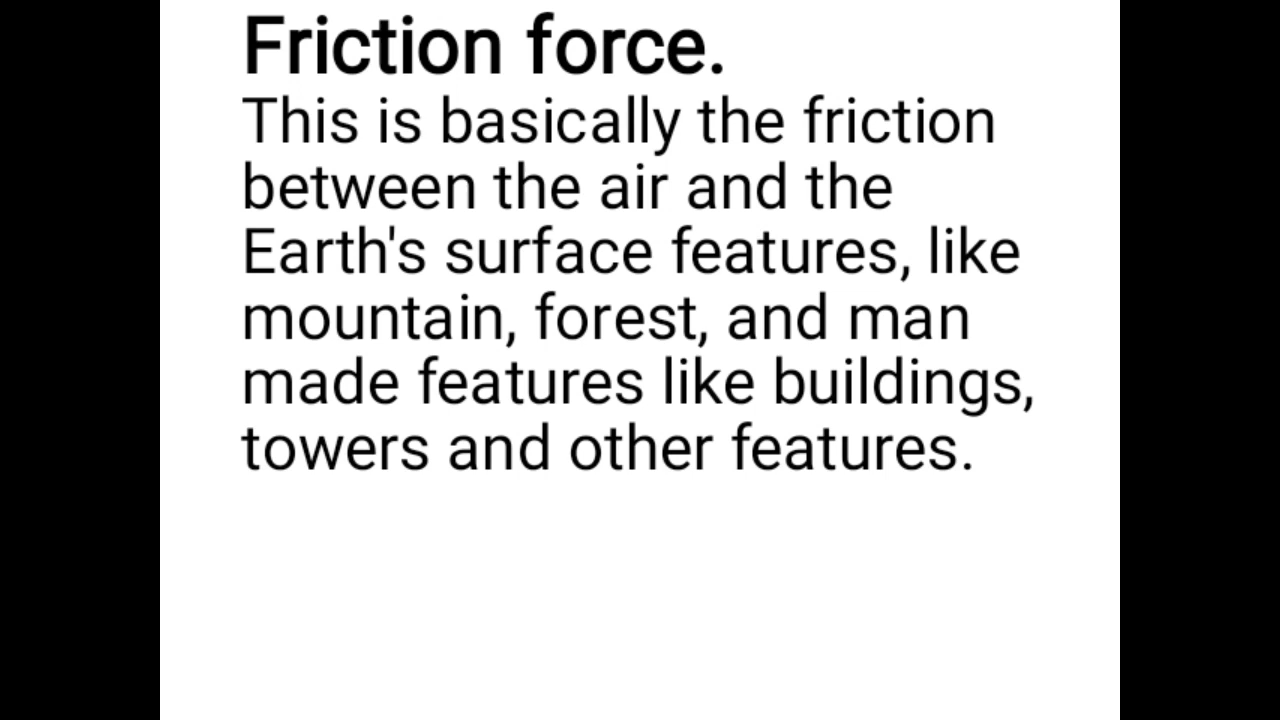 Friction force.
This is basically the friction
between the air and the
Earth's surface features, like
mountain, forest, and man
made features like buildings,
towers and other features.